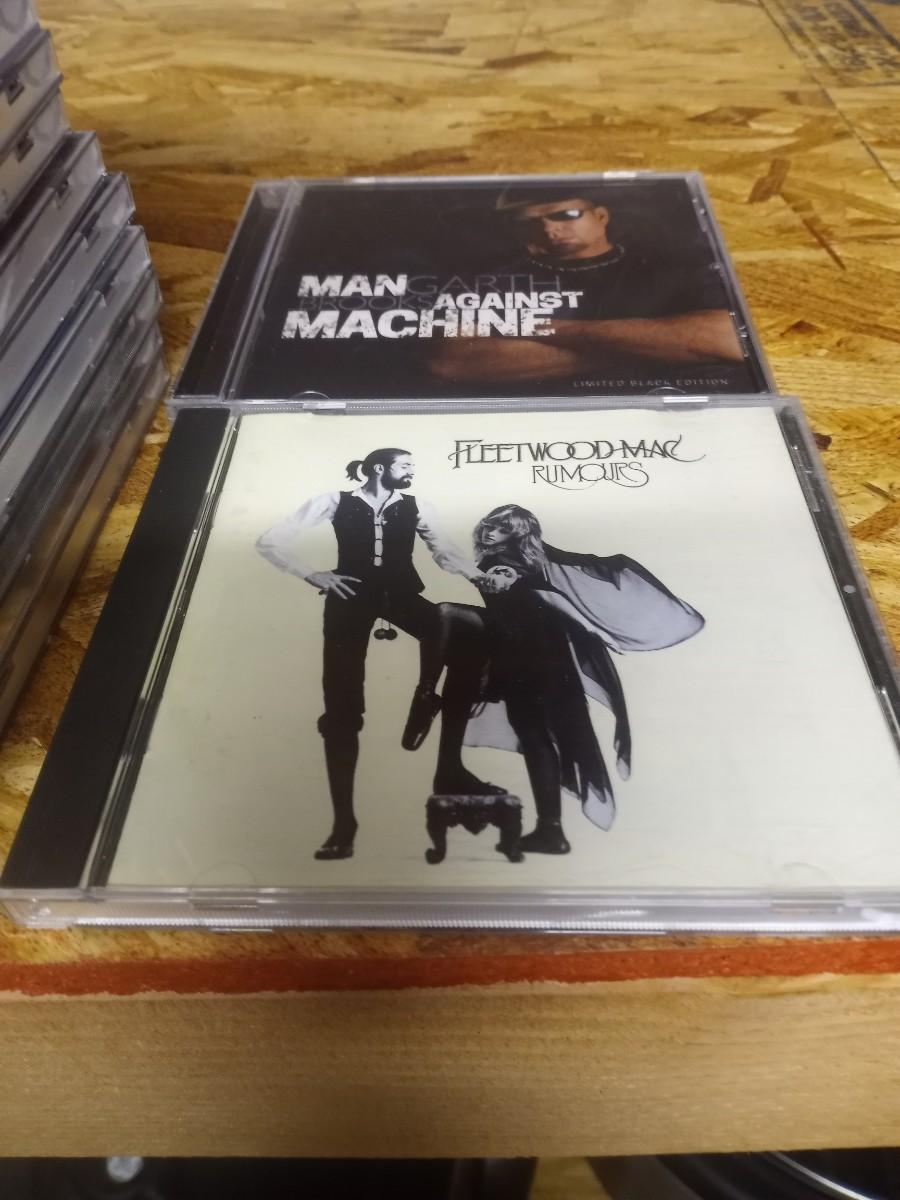 MAN GARTH
BROOKS AGAINST
MACHINE
LIMITED BLACK EDITION
FLEETWOOD MAC
RUMOURS